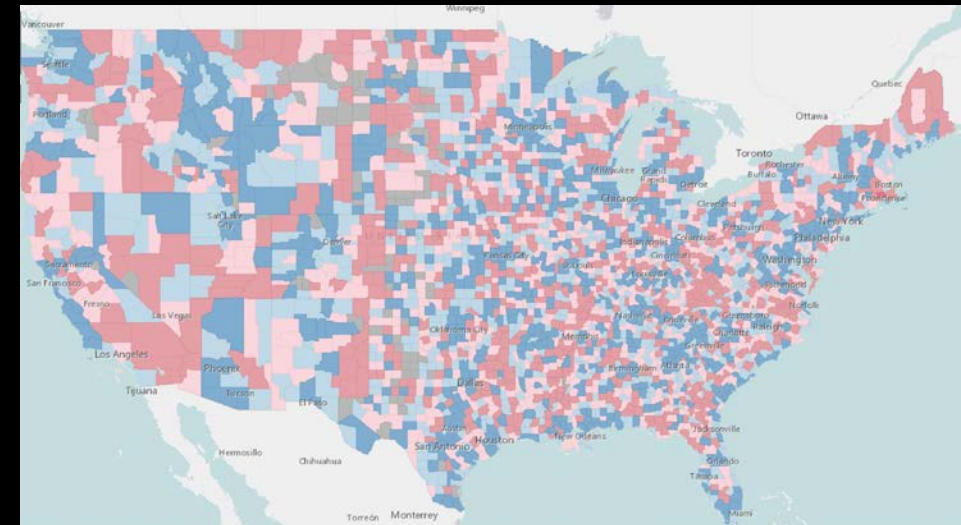 Winnipeg
Vancouver
Seattle
Quebec
Portland
Ottawa
Minneapolis
Toronto
Rochester
Milwaukee
Grand
Rapids
Buffalo
Albany
Boston
Detroit
Providence
Chicago
Cleveland
New York
Salt Lake
City
Pittsburgh
Philadelphia
Denver
Indianapolis
Columbus
Sacramento
Kansas City
Cincinnati
Washington
St Louis
San Francisco
Louisville
Richmond
Fresno
Norfolk
Las Vegas
Nashville
Knoxville
Greensboro
Oklahoma City
Raleigh
Memphis
Charlotte
Greenville
Los Angeles
Phoenix
Birmingham
Atlanta
Tijuana
Tucson
Dallas
El Paso
Austin
Jacksonville
San Antonio
Houston
New Orleans
Hermosillo
Chihuahua
Orlando
Tampa
Miami
Torreón
Monterrey